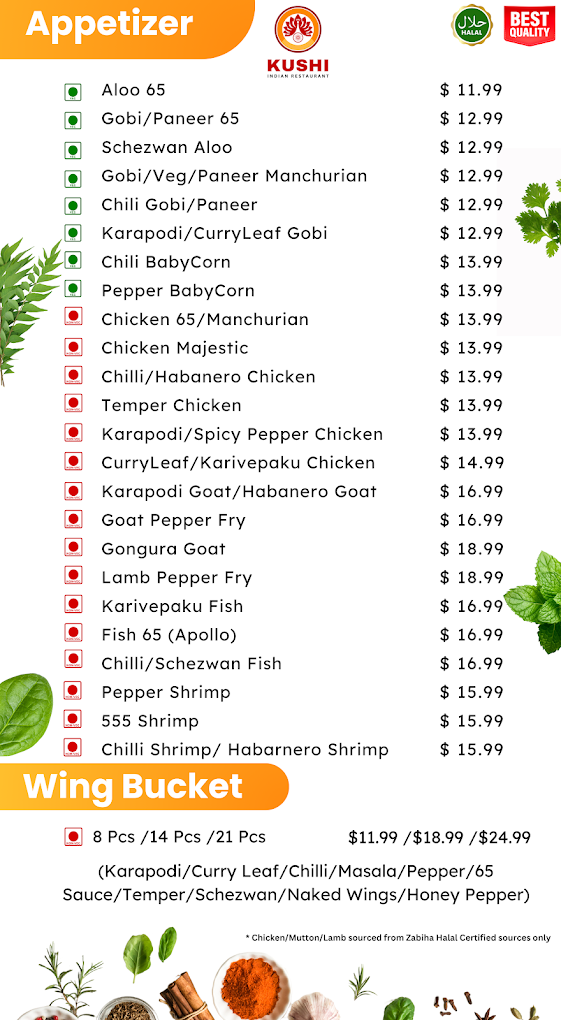 Appetizer
KUSHI
INDIAN RESTAURANT
حلال
HALAL
BEST
QUALITY
Aloo 65 $ 11.99
Gobi/Paneer 65 $ 12.99
Schezwan Aloo $ 12.99
Gobi/Veg/Paneer Manchurian $ 12.99
Chili Gobi/Paneer $ 12.99
Karapodi/CurryLeaf Gobi $ 12.99
Chili BabyCorn $ 13.99
Pepper BabyCorn $ 13.99
Chicken 65/Manchurian $ 13.99
Chicken Majestic $ 13.99
Chilli/Habanero Chicken $ 13.99
Temper Chicken $ 13.99
Karapodi/Spicy Pepper Chicken $ 13.99
CurryLeaf/Karivepaku Chicken $ 14.99
Karapodi Goat/Habanero Goat $ 16.99
Goat Pepper Fry $ 16.99
Gongura Goat $ 18.99
Lamb Pepper Fry $ 18.99
Karivepaku Fish $ 16.99
Fish 65 (Apollo) $ 16.99
Chilli/Schezwan Fish $ 16.99
Pepper Shrimp $ 15.99
555 Shrimp $ 15.99
Chilli Shrimp/ Habarnero Shrimp $ 15.99
Wing Bucket
8 Pcs /14 Pcs /21 Pcs $11.99 /$18.99 /$24.99
(Karapodi/Curry Leaf/Chilli/Masala/Pepper/65
Sauce/Temper/Schezwan/Naked Wings/Honey Pepper)
* Chicken/Mutton/Lamb sourced from Zabiha Halal Certified sources only